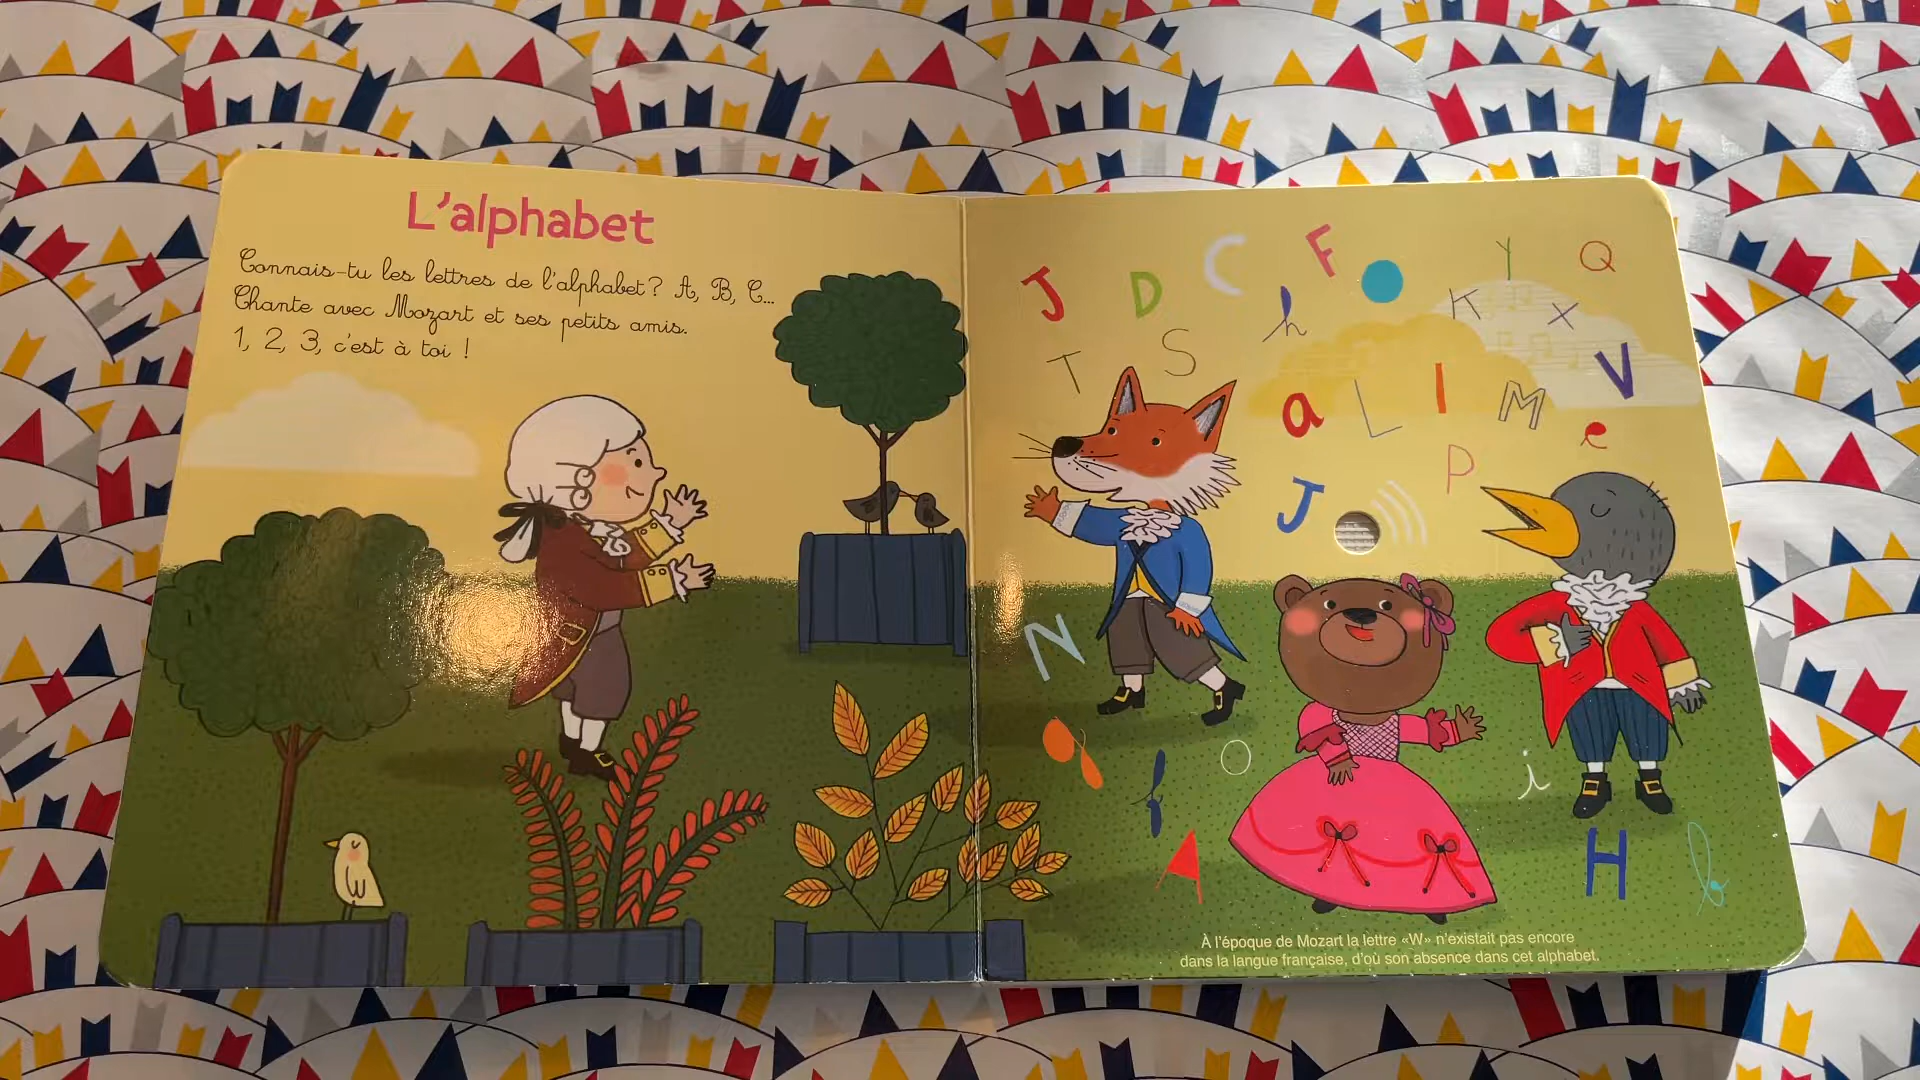 L'alphabet
Connais-tu les lettres de l'alphabet? A, B, C...
Chante avec Mozart et ses petits amis.
1, 2, 3, c'est à toi !
J D C F h K Y X Q
T S a L I M V e
P
J
N
g f O i
A H b
À l'époque de Mozart la lettre «W» n'existait pas encore
dans la langue française, d'où son absence dans cet alphabet.